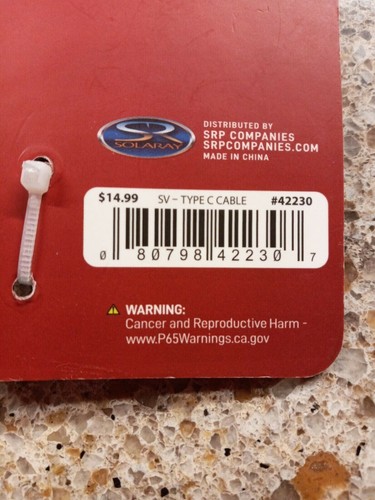 SR
SOLARAY
DISTRIBUTED BY
SRP COMPANIES
SRPCOMPANIES.COM
MADE IN CHINA
$14.99 SV - TYPE C CABLE #42230
0 80798 42230 7
WARNING:
Cancer and Reproductive Harm -
www.P65Warnings.ca.gov